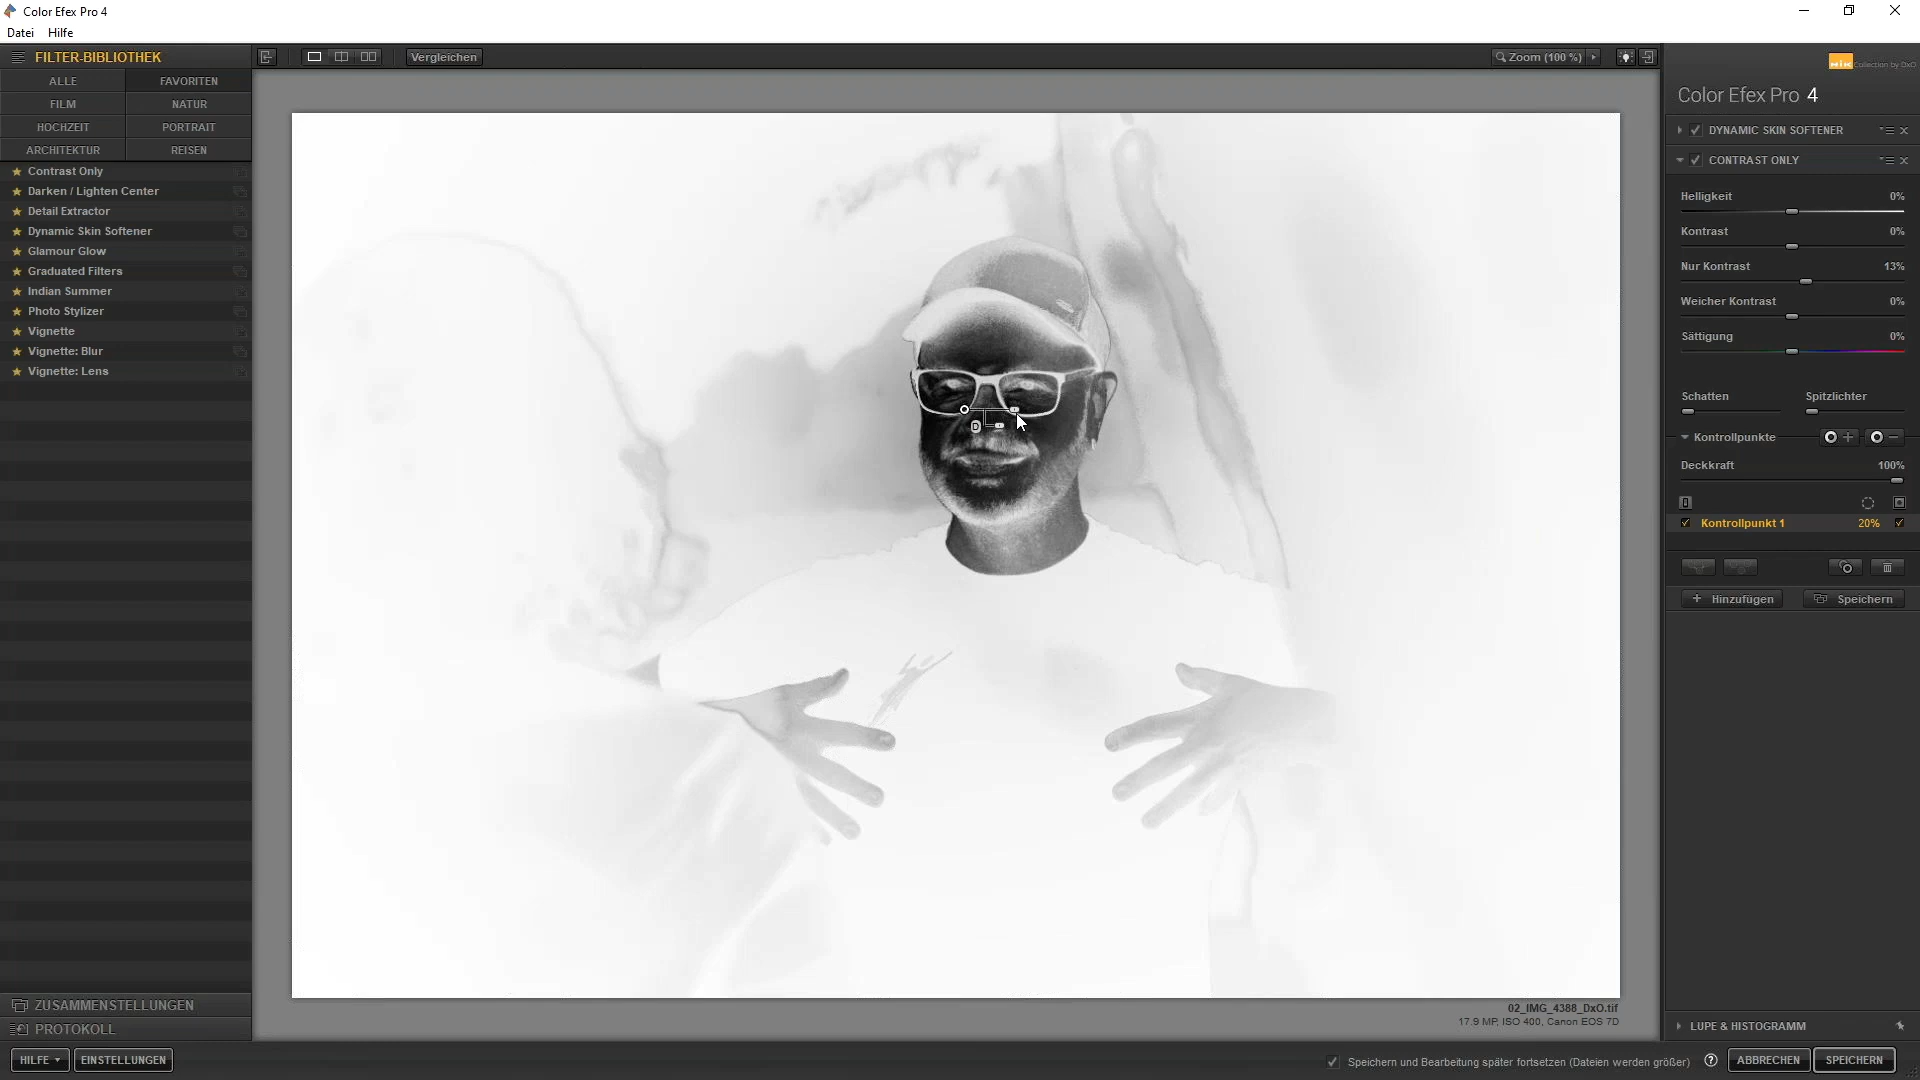 Color Efex Pro 4
Datei Hilfe
FILTER-BIBLIOTHEK
Vergleichen
Zoom (100 %)
ALLE FAVORITEN
FILM NATUR
HOCHZEIT PORTRAIT
ARCHITEKTUR REISEN
Contrast Only
Darken / Lighten Center
Detail Extractor
Dynamic Skin Softener
Glamour Glow
Graduated Filters
Indian Summer
Photo Stylizer
Vignette
Vignette: Blur
Vignette: Lens
ZUSAMMENSTELLUNGEN
PROTOKOLL
HILFE EINSTELLUNGEN
D
02_IMG_4388_DxO.tif
17.9 MP, ISO 400, Canon EOS 7D
Nik Collection by DxO
Color Efex Pro 4
DYNAMIC SKIN SOFTENER
CONTRAST ONLY
Helligkeit 0%
Kontrast 0%
Nur Kontrast 13%
Weicher Kontrast 0%
Sättigung 0%
Schatten Spitzlichter
Kontrollpunkte
Deckkraft 100%
Kontrollpunkt 1 20%
Hinzufügen Speichern
LUPE & HISTOGRAMM
Speichern und Bearbeitung später fortsetzen (Dateien werden größer)
ABBRECHEN SPEICHERN